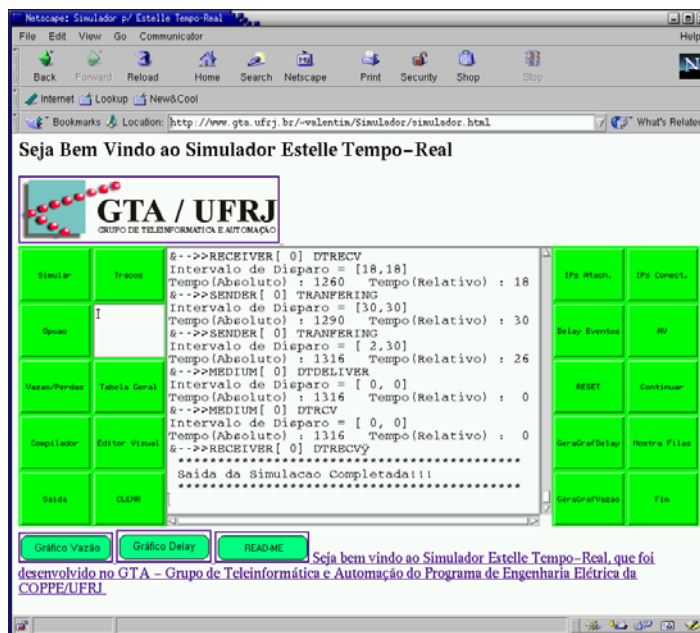 Netscape: Simulador p/ Estelle Tempo-Real
File Edit View Go Communicator Help
Back Forward Reload Home Search Netscape Print Security Shop Stop
N
Internet Lookup New&Cool
Bookmarks Location: http://www.gta.ufrj.br/~valentim/Simulador/simulador.html What's Related
Seja Bem Vindo ao Simulador Estelle Tempo-Real
GTA / UFRJ
GRUPO DE TELEINFORMÁTICA E AUTOMAÇÃO
Simular Tracos
Opcao
Vazao/Perdas Tabela Geral
Compilador Editor Visual
Saida CLEAR
&-->>RECEIVER[ 0] DTRECV
Intervalo de Disparo = [18,18]
Tempo(Absoluto) : 1260 Tempo(Relativo) : 18
&-->>SENDER[ 0] TRANFERING
Intervalo de Disparo = [30,30]
Tempo(Absoluto) : 1290 Tempo(Relativo) : 30
&-->>SENDER[ 0] TRANFERING
Intervalo de Disparo = [ 2,30]
Tempo(Absoluto) : 1316 Tempo(Relativo) : 26
&-->>MEDIUM[ 0] DTDELIVER
Intervalo de Disparo = [ 0, 0]
Tempo(Absoluto) : 1316 Tempo(Relativo) : 0
&-->>MEDIUM[ 0] DTRCV
Intervalo de Disparo = [ 0, 0]
Tempo(Absoluto) : 1316 Tempo(Relativo) : 0
&-->>RECEIVER[ 0] DTRECVÿ
************************************************
Saida da Simulacao Completada!!!
************************************************
IPs Atach. IPs Conect.
Delay Eventos AV
RESET Continuar
GeraGrafDelay Mostra Filas
GeraGrafVazao Fim
Gráfico Vazão Gráfico Delay README Seja bem vindo ao Simulador Estelle Tempo-Real, que foi
desenvolvido no GTA - Grupo de Teleinformática e Automação do Programa de Engenharia Elétrica da
COPPE/UFRJ